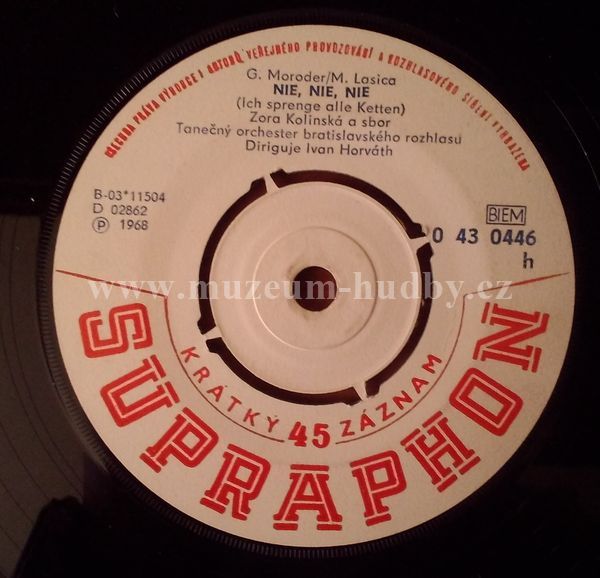 VŠECHNA PRÁVA VÝROBCE I AUTORŮ, VEŘEJNÉHO PROVOZOVÁNÍ A ROZHLASOVÉHO ŠÍŘENÍ VYHRAZENA
G. Moroder/M. Lasica
NIE, NIE, NIE
(Ich sprenge alle Ketten)
Zora Kolínská a sbor
Tanečný orchester bratislavského rozhlasu
Diriguje Ivan Horváth
B-03*11504
D 02862
Ⓟ 1968
BIEM
0 43 0446
h
www.muzeum-hudby.cz
KRÁTKÝ 45 ZÁZNAM
SUPRAPHON